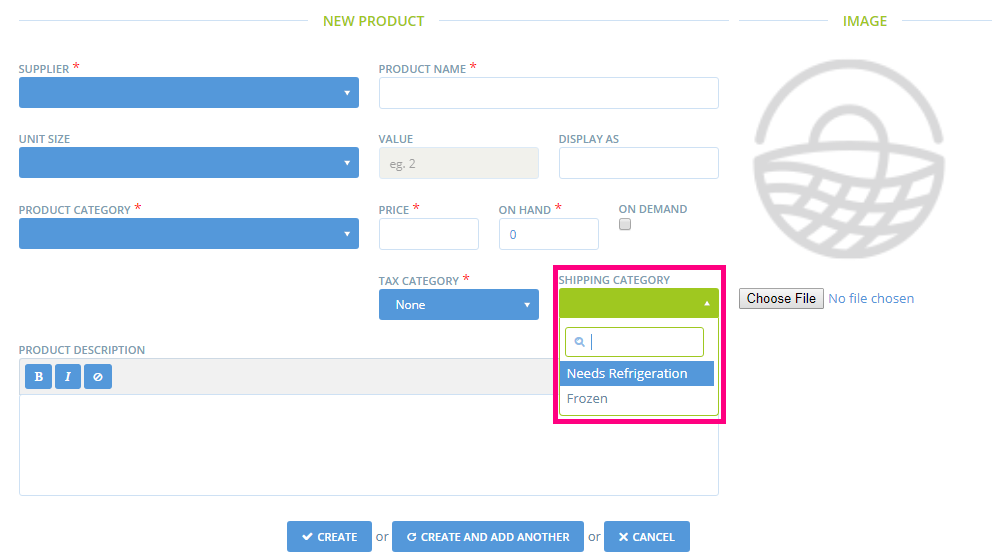 NEW PRODUCT
IMAGE
SUPPLIER *
PRODUCT NAME *
UNIT SIZE
VALUE
DISPLAY AS
eg. 2
PRODUCT CATEGORY *
PRICE *
ON HAND *
ON DEMAND
0
TAX CATEGORY *
SHIPPING CATEGORY
None
Choose File No file chosen
Needs Refrigeration
Frozen
PRODUCT DESCRIPTION
B I
CREATE or CREATE AND ADD ANOTHER or CANCEL